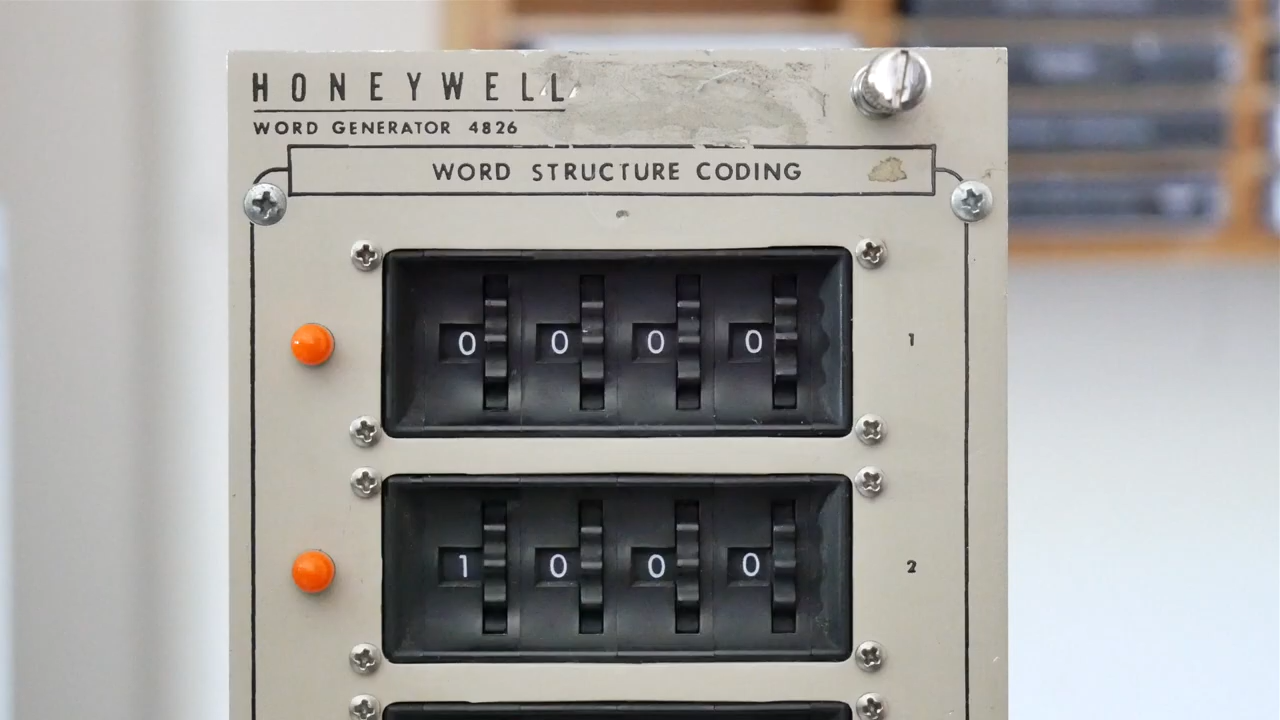 HONEYWELL
WORD GENERATOR 4826
WORD STRUCTURE CODING
0 0 0 0 1
1 0 0 0 2